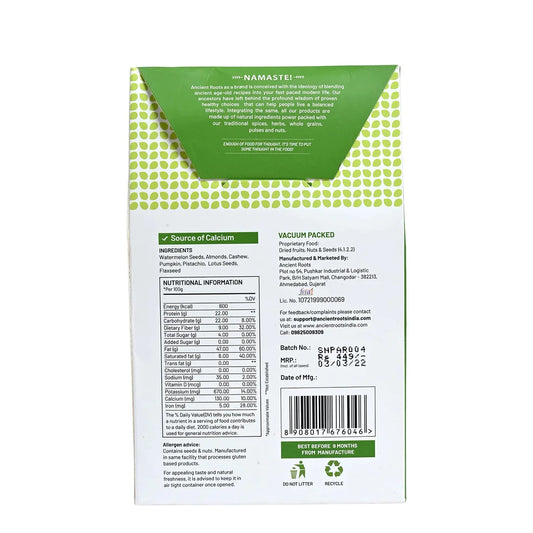 NAMASTE!
Ancient Roots as a brand is conceived with the ideology of blending
ancient age-old recipes into your fast paced modern life. Our
ancestors have left behind the profound wisdom of proven
healthy choices that can help people live a balanced
lifestyle. Integrating the same, all our products are
made up of natural ingredients power packed with
our traditional spices, herbs, whole grains,
pulses and nuts.
ENOUGH OF FOOD FOR THOUGHT, IT'S TIME TO PUT
SOME THOUGHT IN THE FOOD!
Source of Calcium
INGREDIENTS
Watermelon Seeds, Almonds, Cashew,
Pumpkin, Pistachio, Lotus Seeds,
Flaxseed
NUTRITIONAL INFORMATION
*Per 100g
%DV
Energy (kcal) 600
Protein (g) 22.00 **
Carbohydrate (g) 22.00 8.00%
Dietary Fiber (g) 9.00 32.00%
Total Sugar (g) 4.00 0.00%
Added Sugar (g) 0.00 0.00%
Fat (g) 47.00 60.00%
Saturated fat (g) 8.00 40.00%
Trans fat (g) 0.00 **
Cholesterol (mg) 0.00 0.00%
Sodium (mg) 35.00 2.00%
Vitamin D (mcg) 0.00 0.00%
Potassium (mg) 670.00 14.00%
Calcium (mg) 130.00 10.00%
Iron (mg) 5.00 28.00%
The % Daily Value(DV) tells you how much
a nutrient in a serving of food contributes
to a daily diet. 2000 calories a day is
used for general nutrition advice.
*Approximate Values **Not Established
Allergen advice:
Contains seeds & nuts. Manufactured
in same facility that processes gluten
based products.
For appealing taste and natural
freshness, it is advised to keep it in
air tight container once opened.
VACUUM PACKED
Proprietary Food:
Dried fruits, Nuts & Seeds (4.1.2.2)
Manufactured & Marketed By:
Ancient Roots
Plot no 54, Pushkar Industrial & Logistic
Park, B/H Satyam Mall, Changodar - 382213,
Ahmedabad, Gujarat
fssai
Lic. No. 10721999000069
For feedback/complaints please contact
us at: support@ancientrootsindia.com
Visit us at www.ancientroots.com
Call: 09825009309
Batch No.: SHPAR004
MRP.: Rs 449/-
(Incl. of all taxes) 03/03/22
Date of Mfg.:
8 908017 676046 >
BEST BEFORE 9 MONTHS
FROM MANUFACTURE
DO NOT LITTER
RECYCLE